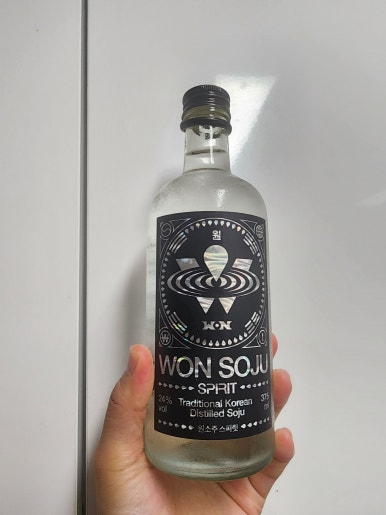 원
W·N
WON SOJU
SPIRIT
24%
vol
Traditional Korean
Distilled Soju
375
ml
원소주 스피릿